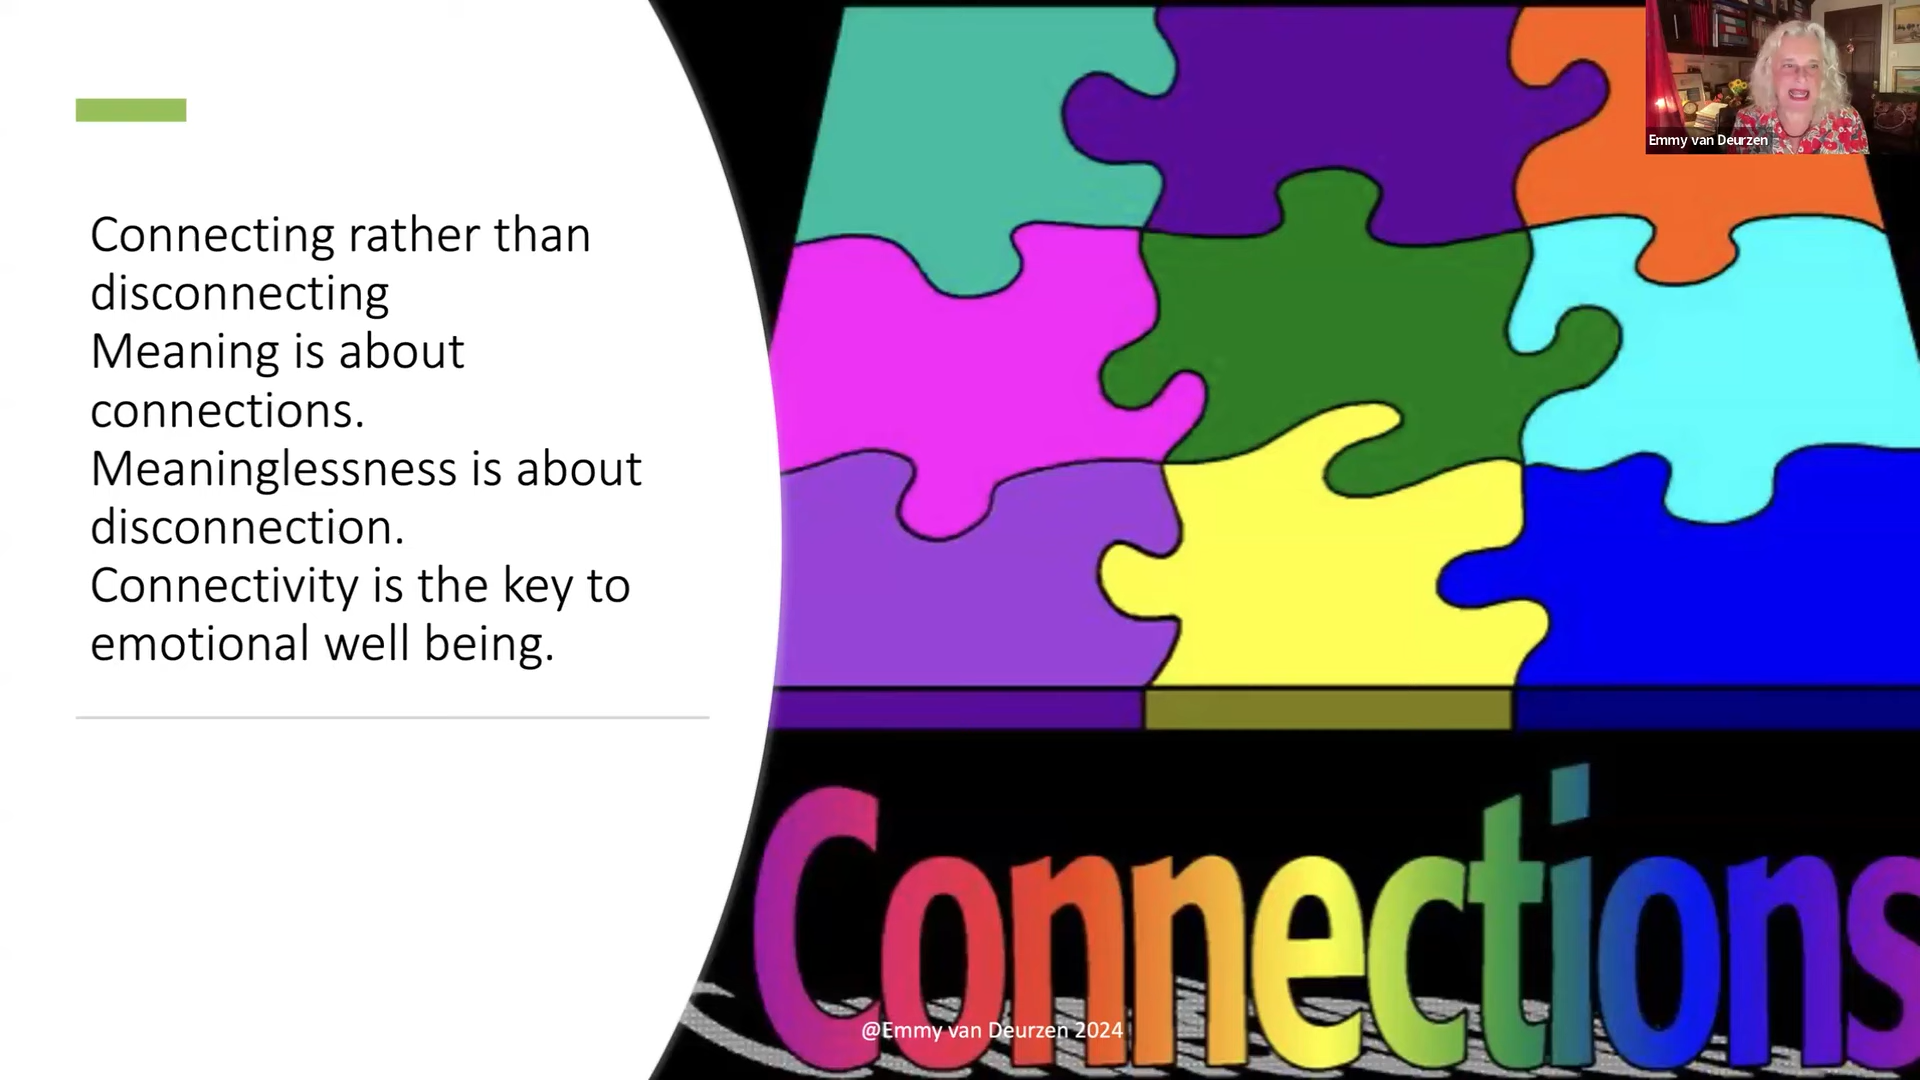 Emmy van Deurzen
Connecting rather than
disconnecting
Meaning is about
connections.
Meaninglessness is about
disconnection.
Connectivity is the key to
emotional well being.
Connections
@Emmy van Deurzen 2024